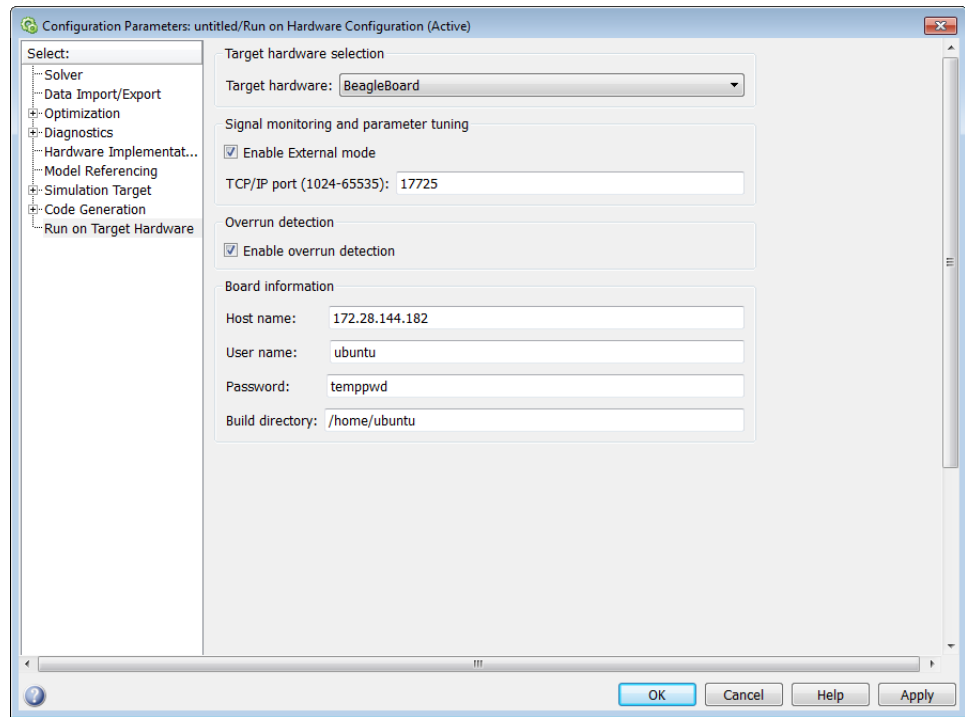 Configuration Parameters: untitled/Run on Hardware Configuration (Active)
Select:
Solver
Data Import/Export
Optimization
Diagnostics
Hardware Implementat...
Model Referencing
Simulation Target
Code Generation
Run on Target Hardware
Target hardware selection
Target hardware: BeagleBoard
Signal monitoring and parameter tuning
Enable External mode
TCP/IP port (1024-65535): 17725
Overrun detection
Enable overrun detection
Board information
Host name: 172.28.144.182
User name: ubuntu
Password: temppwd
Build directory: /home/ubuntu
OK Cancel Help Apply